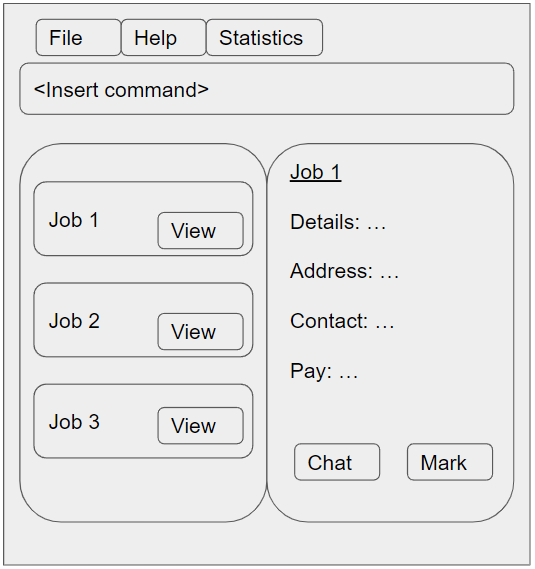 File Help Statistics
<Insert command>
Job 1
View
Job 2
View
Job 3
View
Job 1
Details: …
Address: …
Contact: …
Pay: …
Chat Mark